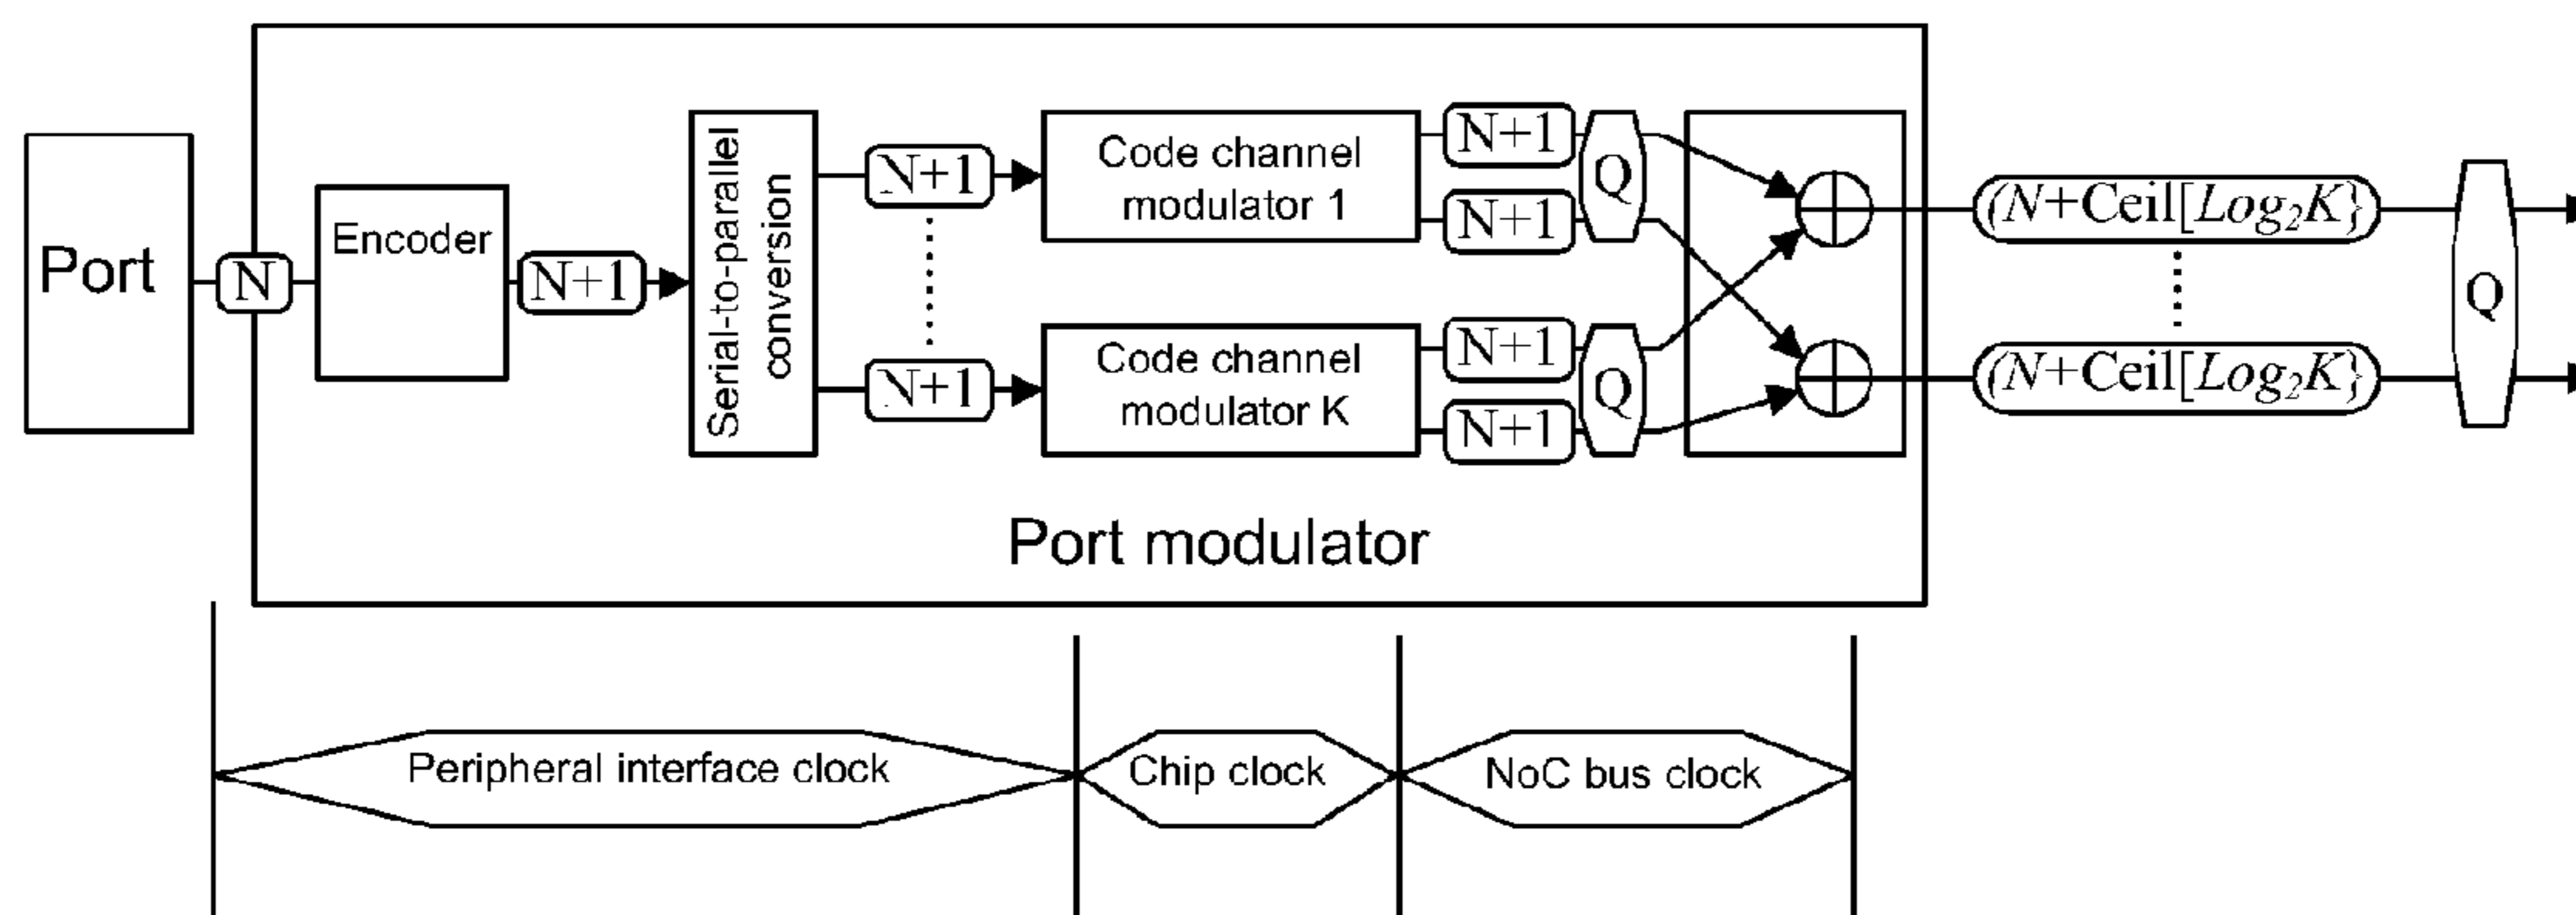 Port
N
Encoder
N+1
Serial-to-parallel
conversion
N+1
N+1
Code channel
modulator 1
Code channel
modulator K
N+1
N+1
Q
N+1
N+1
Q
(N+Ceil[Log₂K}
(N+Ceil[Log₂K}
Q
Port modulator
Peripheral interface clock
Chip clock
NoC bus clock